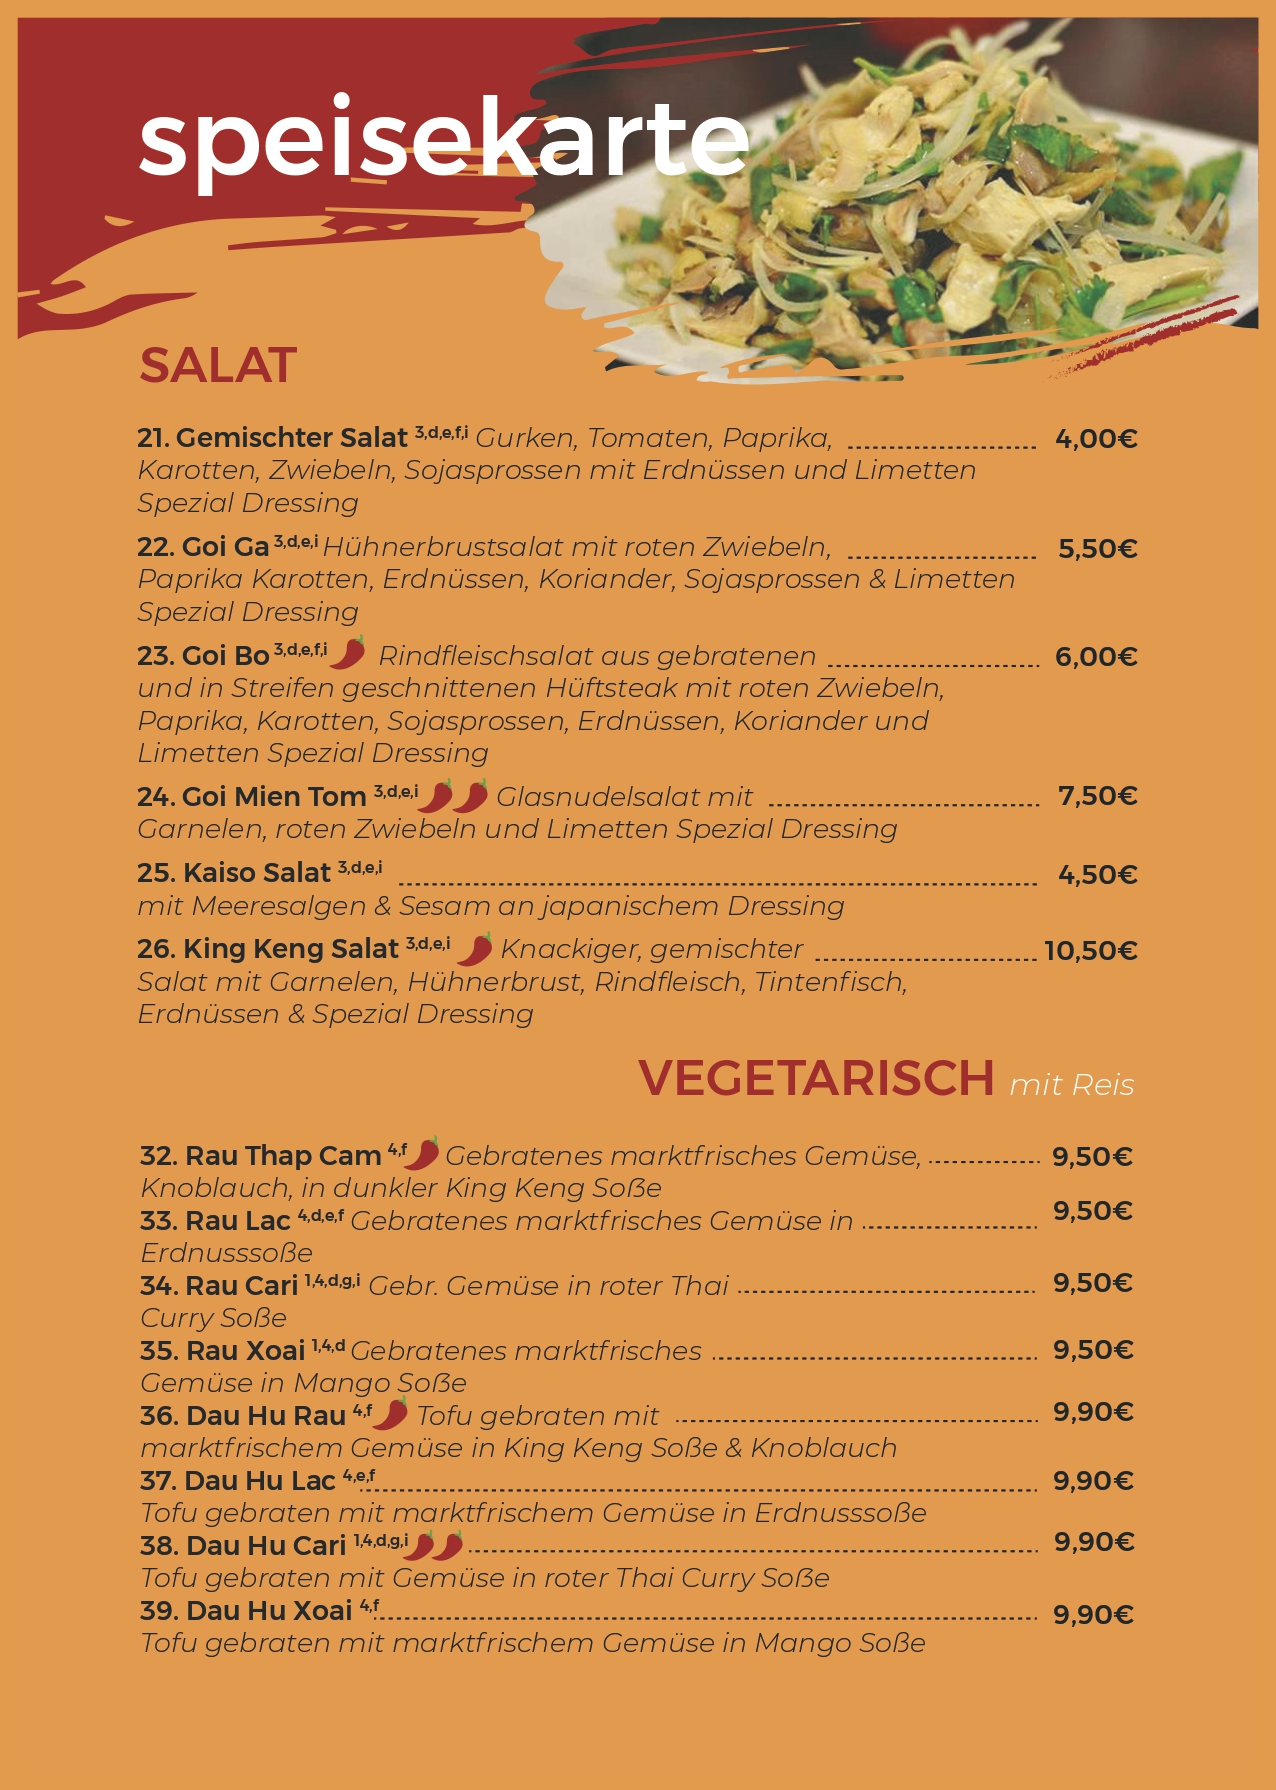 speisekarte
SALAT
21. Gemischter Salat 3,d,e,f,i Gurken, Tomaten, Paprika, 4,00€
Karotten, Zwiebeln, Sojasprossen mit Erdnüssen und Limetten
Spezial Dressing
22. Goi Ga 3,d,e,i Hühnerbrustsalat mit roten Zwiebeln, 5,50€
Paprika Karotten, Erdnüssen, Koriander, Sojasprossen & Limetten
Spezial Dressing
23. Goi Bo 3,d,e,f,i Rindfleischsalat aus gebratenen 6,00€
und in Streifen geschnittenen Hüftsteak mit roten Zwiebeln,
Paprika, Karotten, Sojasprossen, Erdnüssen, Koriander und
Limetten Spezial Dressing
24. Goi Mien Tom 3,d,e,i Glasnudelsalat mit 7,50€
Garnelen, roten Zwiebeln und Limetten Spezial Dressing
25. Kaiso Salat 3,d,e,i 4,50€
mit Meeresalgen & Sesam an japanischem Dressing
26. King Keng Salat 3,d,e,i Knackiger, gemischter 10,50€
Salat mit Garnelen, Hühnerbrust, Rindfleisch, Tintenfisch,
Erdnüssen & Spezial Dressing
VEGETARISCH mit Reis
32. Rau Thap Cam 4,f Gebratenes marktfrisches Gemüse, 9,50€
Knoblauch, in dunkler King Keng Soße
33. Rau Lac 4,d,e,f Gebratenes marktfrisches Gemüse in 9,50€
Erdnusssoße
34. Rau Cari 1,4,d,g,i Gebr. Gemüse in roter Thai 9,50€
Curry Soße
35. Rau Xoai 1,4,d Gebratenes marktfrisches 9,50€
Gemüse in Mango Soße
36. Dau Hu Rau 4,f Tofu gebraten mit 9,90€
marktfrischem Gemüse in King Keng Soße & Knoblauch
37. Dau Hu Lac 4,e,f 9,90€
Tofu gebraten mit marktfrischem Gemüse in Erdnusssoße
38. Dau Hu Cari 1,4,d,g,i 9,90€
Tofu gebraten mit Gemüse in roter Thai Curry Soße
39. Dau Hu Xoai 4,f 9,90€
Tofu gebraten mit marktfrischem Gemüse in Mango Soße